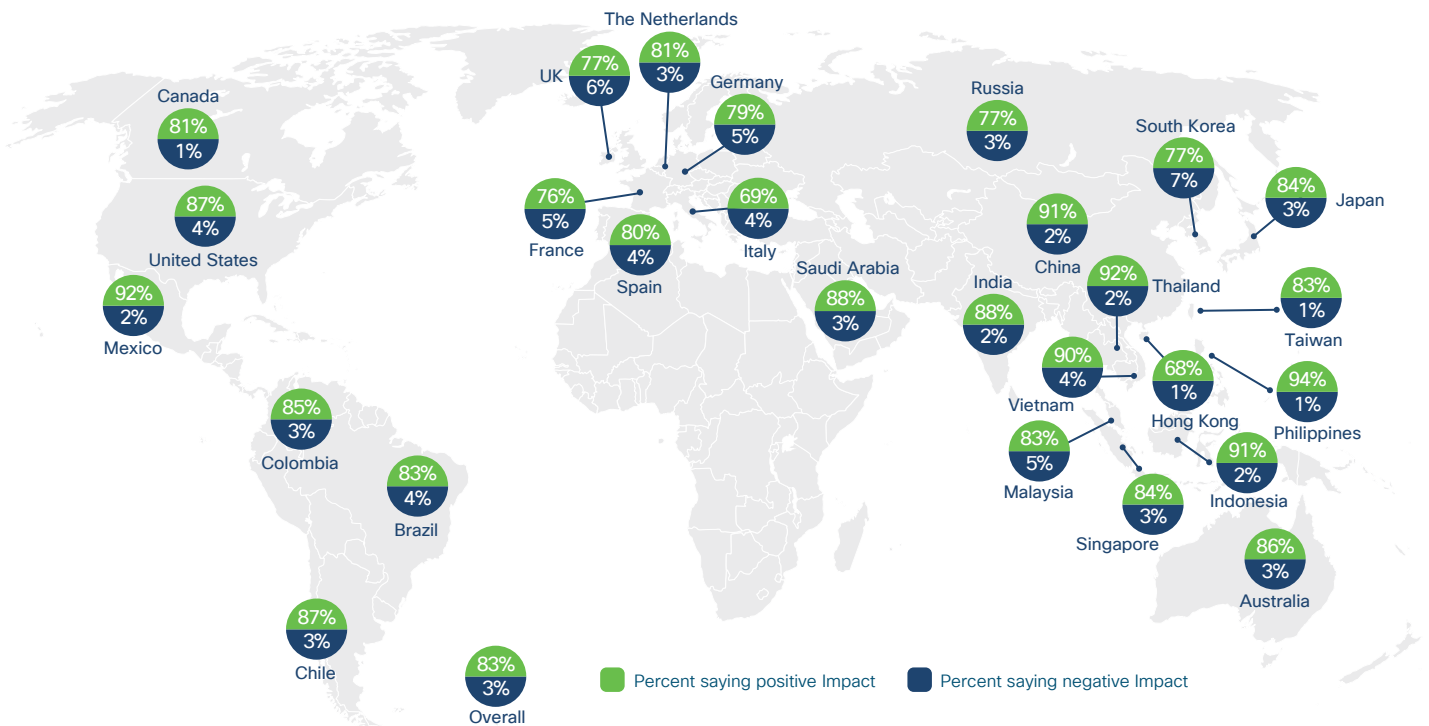 The Netherlands
81%
3%
UK
77%
6%
Germany
79%
5%
Canada
81%
1%
Russia
77%
3%
South Korea
77%
7%
84%
3%
Japan
87%
4%
United States
76%
5%
France
69%
4%
Italy
80%
4%
Spain
91%
2%
China
92%
2%
Thailand
Saudi Arabia
88%
3%
India
88%
2%
92%
2%
Mexico
83%
1%
Taiwan
90%
4%
Vietnam
68%
1%
Hong Kong
94%
1%
Philippines
85%
3%
Colombia
83%
4%
Brazil
83%
5%
Malaysia
91%
2%
Indonesia
84%
3%
Singapore
86%
3%
Australia
87%
3%
Chile
83%
3%
Overall
Percent saying positive Impact
Percent saying negative Impact